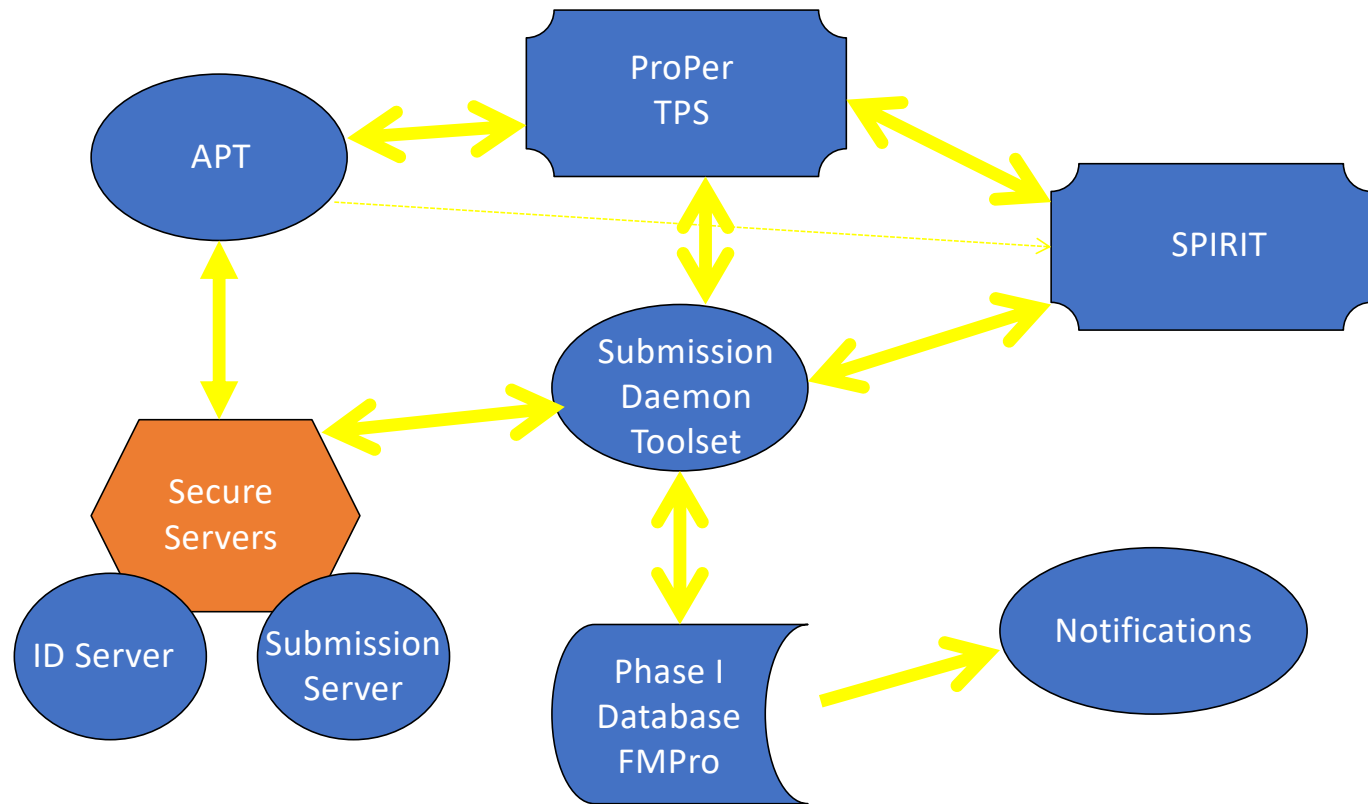 ProPer
TPS
APT
SPIRIT
Submission
Daemon
Toolset
Secure
Servers
ID Server
Submission
Server
Phase I
Database
FMPro
Notifications